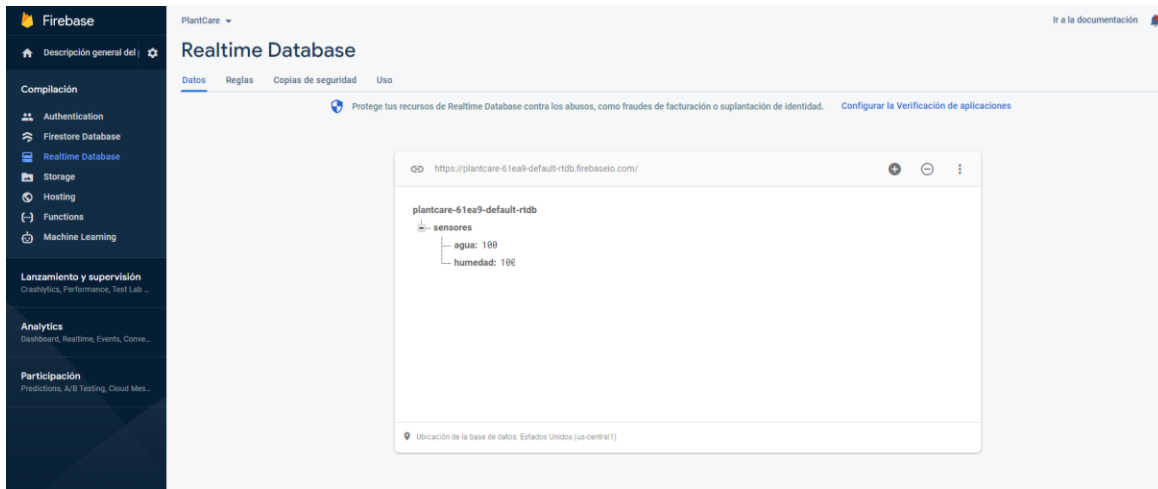 Firebase
Descripción general del
Compilación
Authentication
Firestore Database
Realtime Database
Storage
Hosting
Functions
Machine Learning
Lanzamiento y supervisión
Crashlytics, Performance, Test Lab ...
Analytics
Dashboard, Realtime, Events, Conve...
Participación
Predictions, A/B Testing, Cloud Mes...
PlantCare
Ir a la documentación
Realtime Database
Datos Reglas Copias de seguridad Uso
Protege tus recursos de Realtime Database contra los abusos, como fraudes de facturación o suplantación de identidad. Configurar la Verificación de aplicaciones
https://plantcare-61ea9-default-rtdb.firebaseio.com/
plantcare-61ea9-default-rtdb
sensores
agua: 100
humedad: 100
Ubicación de la base de datos: Estados Unidos (us-central1)